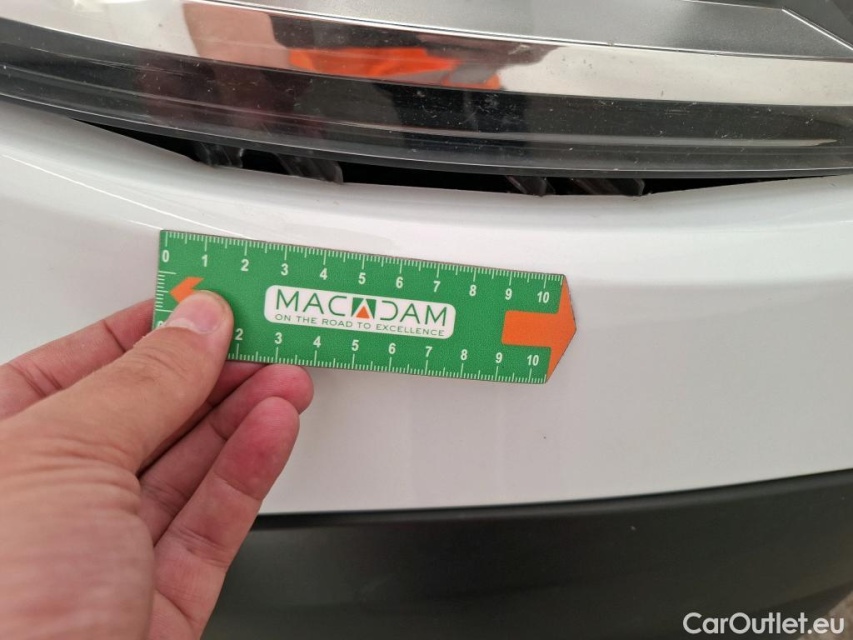 0 1 2 3 4 5 6 7 8 9 10
MACADAM
ON THE ROAD TO EXCELLENCE
2 3 4 5 6 7 8 9 10
CarOutlet.eu